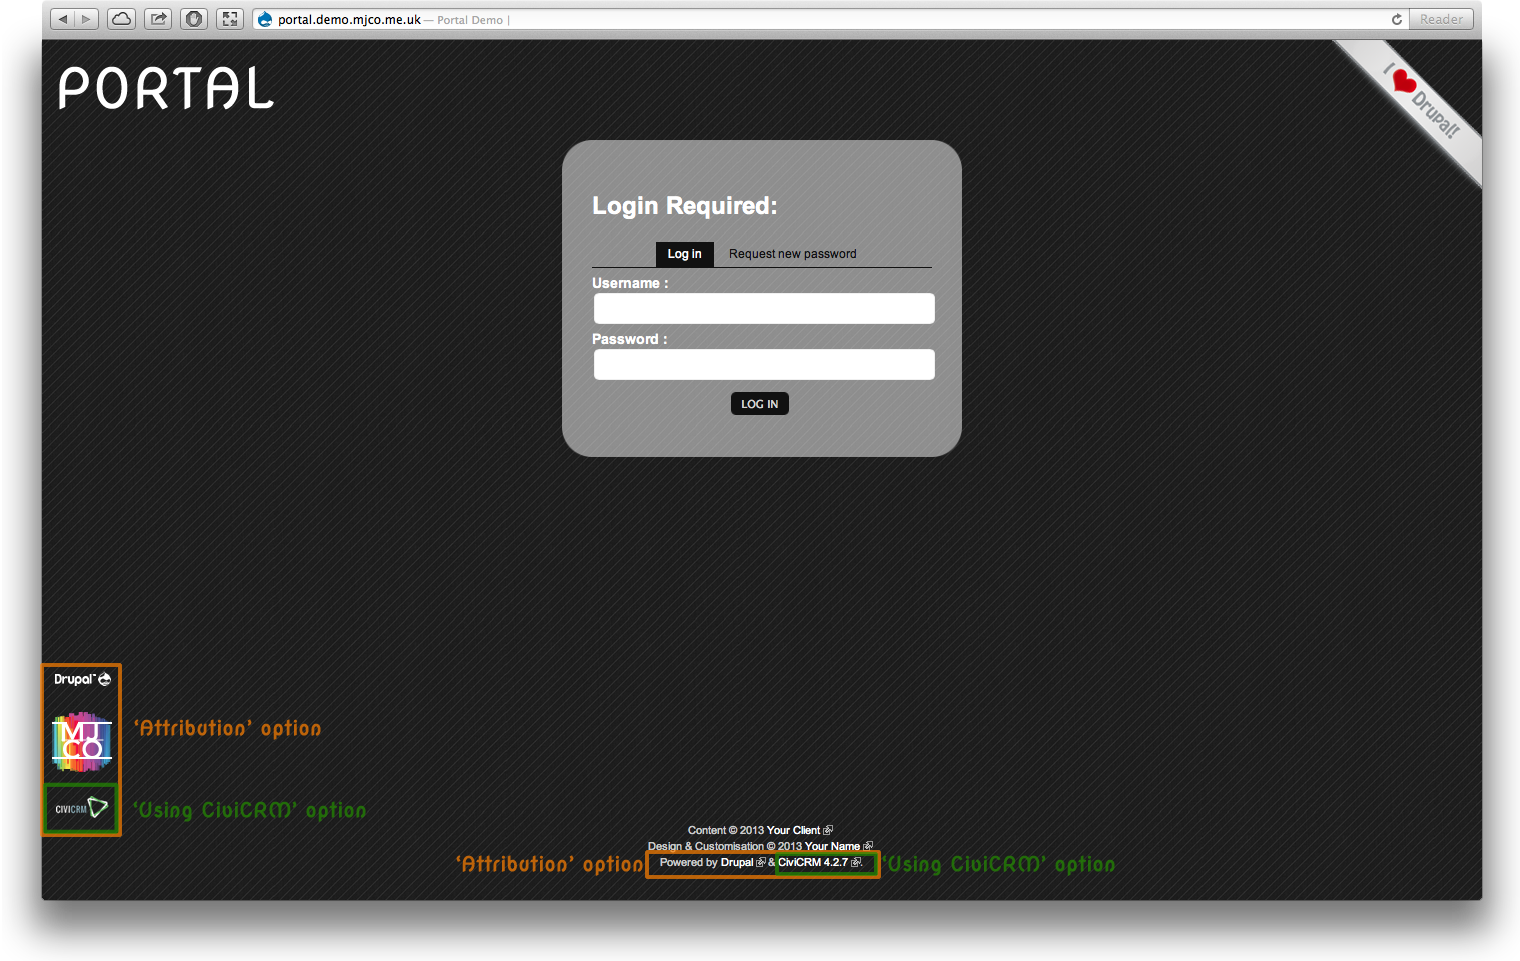 portal.demo.mjco.me.uk — Portal Demo |
Reader
PORTAL
I Drupal!
Login Required:
Log in
Request new password
Username :
Password :
LOG IN
Drupal™
MJ
CO
'Attribution' option
CIVICRM
'Using CiviCRM' option
Content © 2013 Your Client
Design & Customisation © 2013 Your Name
'Attribution' option
Powered by Drupal & CiviCRM 4.2.7.
'Using CiviCRM' option